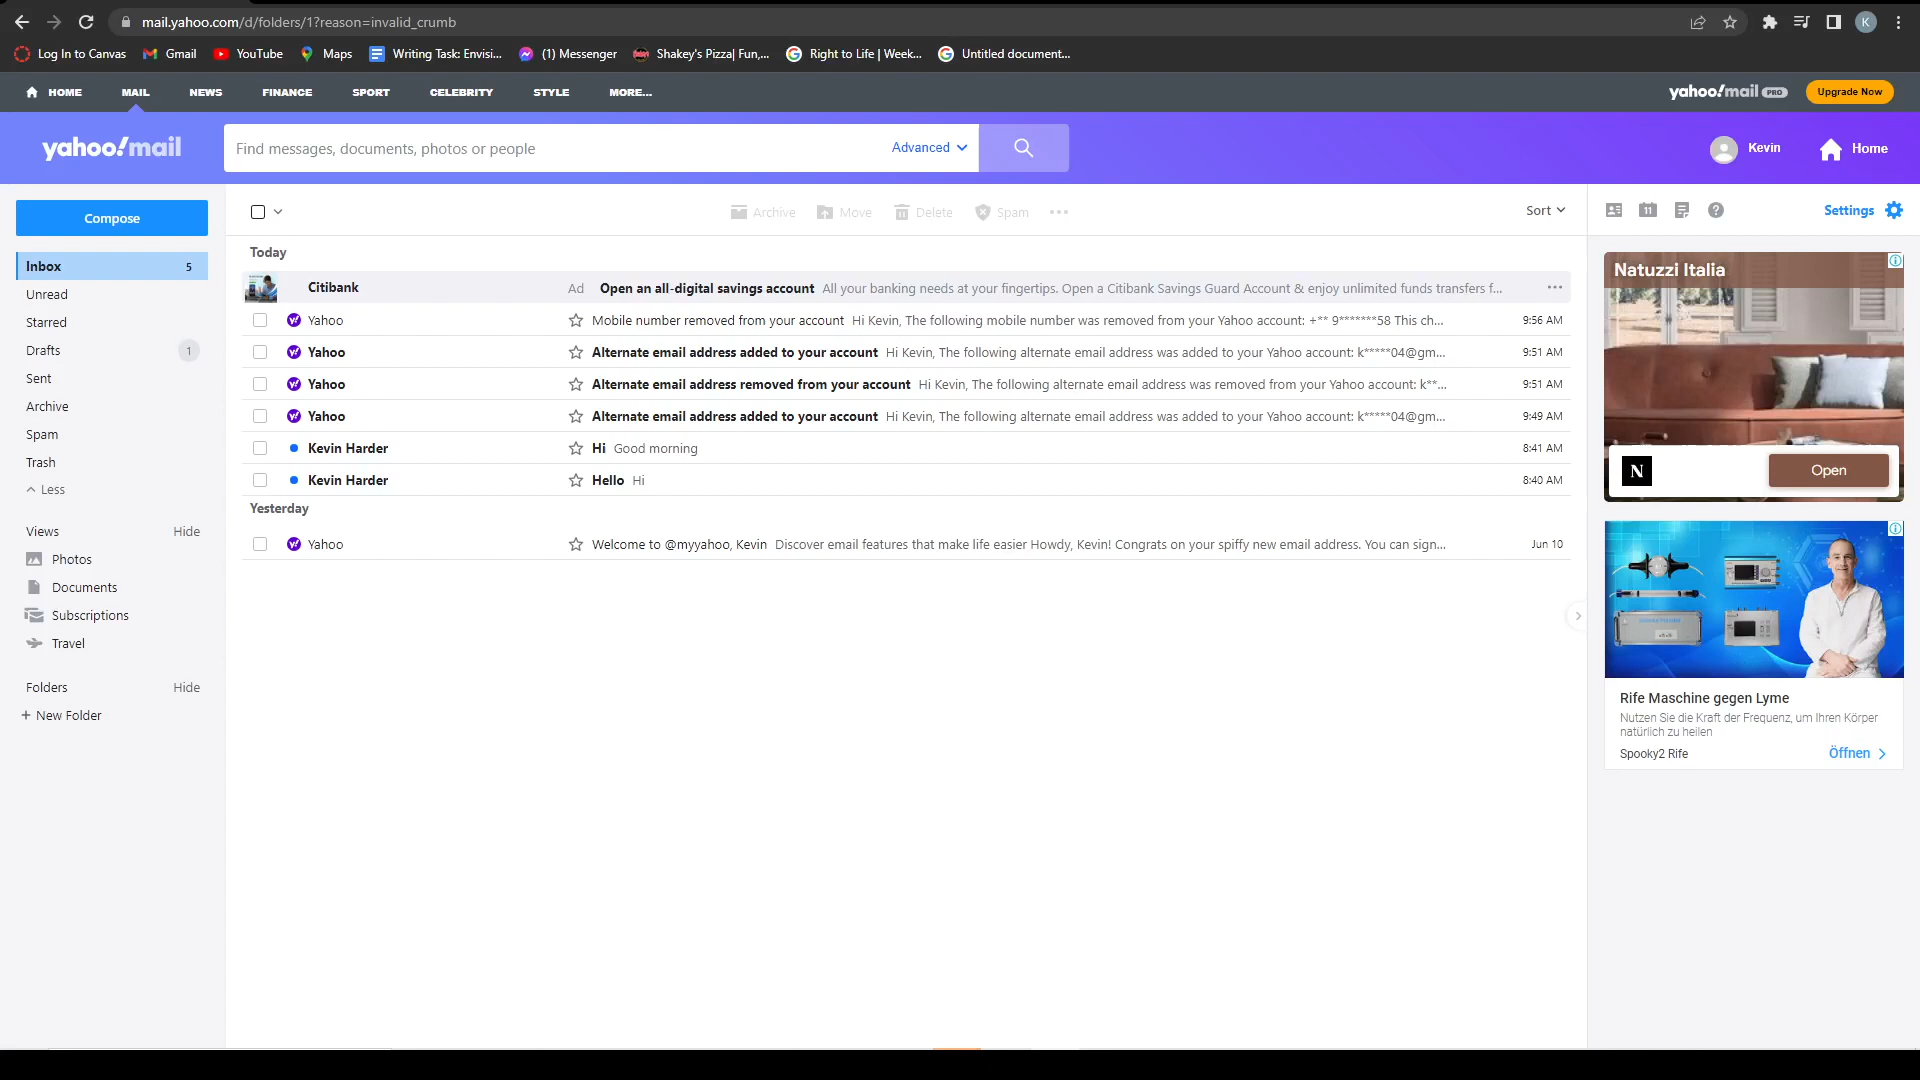 mail.yahoo.com/d/folders/1?reason=invalid_crumb
K
Log In to Canvas Gmail YouTube Maps Writing Task: Envisi... (1) Messenger Shakey's Pizza| Fun,... Right to Life | Week... Untitled document...
HOME MAIL NEWS FINANCE SPORT CELEBRITY STYLE MORE... yahoo!mail PRO Upgrade Now
yahoo!mail Find messages, documents, photos or people Advanced Kevin Home
Compose
Archive Move Delete Spam Sort
11 ? Settings
Inbox 5
Unread
Starred
Drafts 1
Sent
Archive
Spam
Trash
Less
Views Hide
Photos
Documents
Subscriptions
Travel
Folders Hide
+ New Folder
Today
Citibank Ad Open an all-digital savings account All your banking needs at your fingertips. Open a Citibank Savings Guard Account & enjoy unlimited funds transfers f...
y! Yahoo Mobile number removed from your account Hi Kevin, The following mobile number was removed from your Yahoo account: +** 9*******58 This ch... 9:56 AM
y! Yahoo Alternate email address added to your account Hi Kevin, The following alternate email address was added to your Yahoo account: k*****04@gm... 9:51 AM
y! Yahoo Alternate email address removed from your account Hi Kevin, The following alternate email address was removed from your Yahoo account: k**... 9:51 AM
y! Yahoo Alternate email address added to your account Hi Kevin, The following alternate email address was added to your Yahoo account: k*****04@gm... 9:49 AM
Kevin Harder Hi Good morning 8:41 AM
Kevin Harder Hello Hi 8:40 AM
Yesterday
y! Yahoo Welcome to @myyahoo, Kevin Discover email features that make life easier Howdy, Kevin! Congrats on your spiffy new email address. You can sign... Jun 10
Natuzzi Italia
N Open
Rife Maschine gegen Lyme
Nutzen Sie die Kraft der Frequenz, um Ihren Körper
natürlich zu heilen
Spooky2 Rife Öffnen